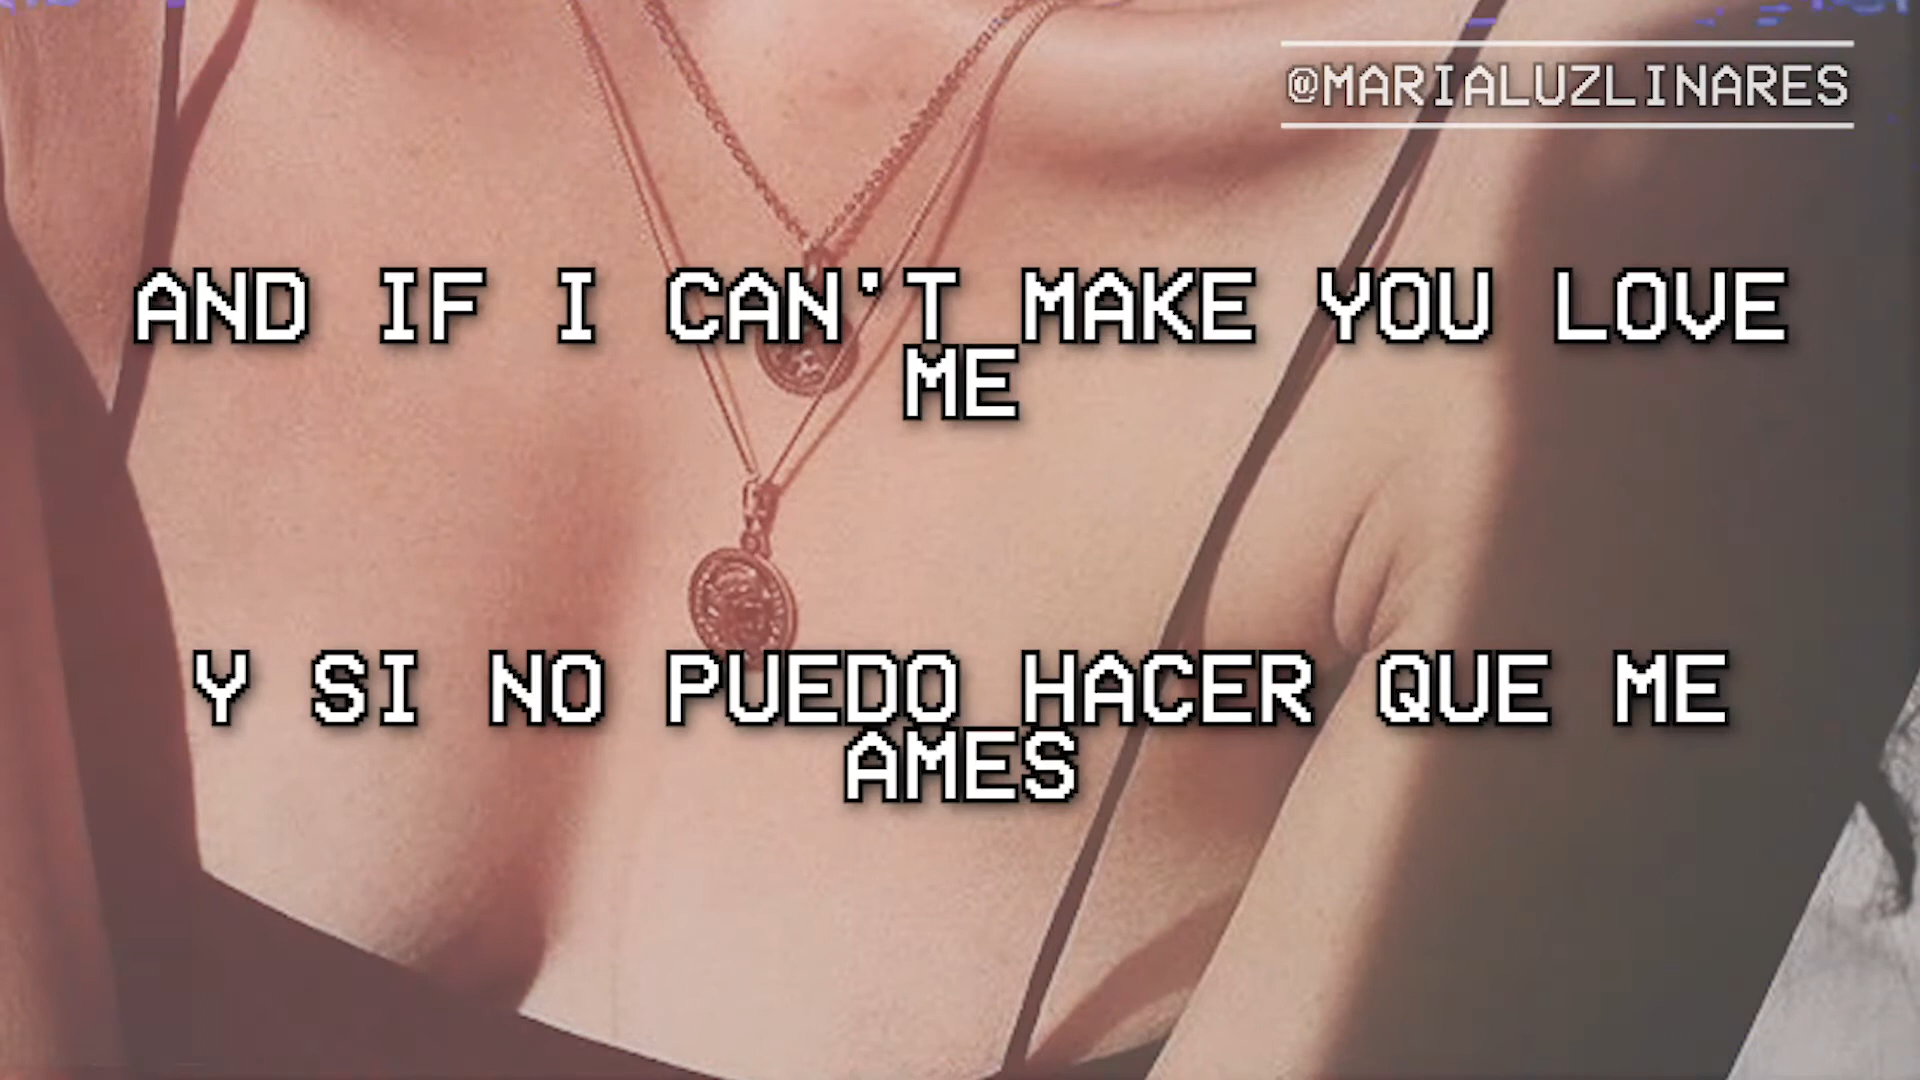 @MARIALUZLINARES
AND IF I CAN'T MAKE YOU LOVE
ME
Y SI NO PUEDO HACER QUE ME
AMES